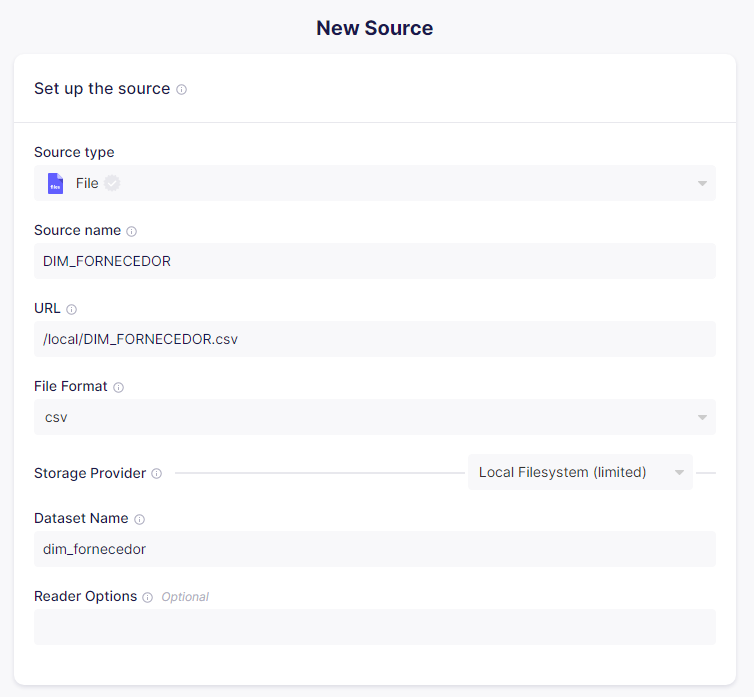 New Source
Set up the source
Source type
File
Source name
DIM_FORNECEDOR
URL
/local/DIM_FORNECEDOR.csv
File Format
csv
Storage Provider
Local Filesystem (limited)
Dataset Name
dim_fornecedor
Reader Options Optional